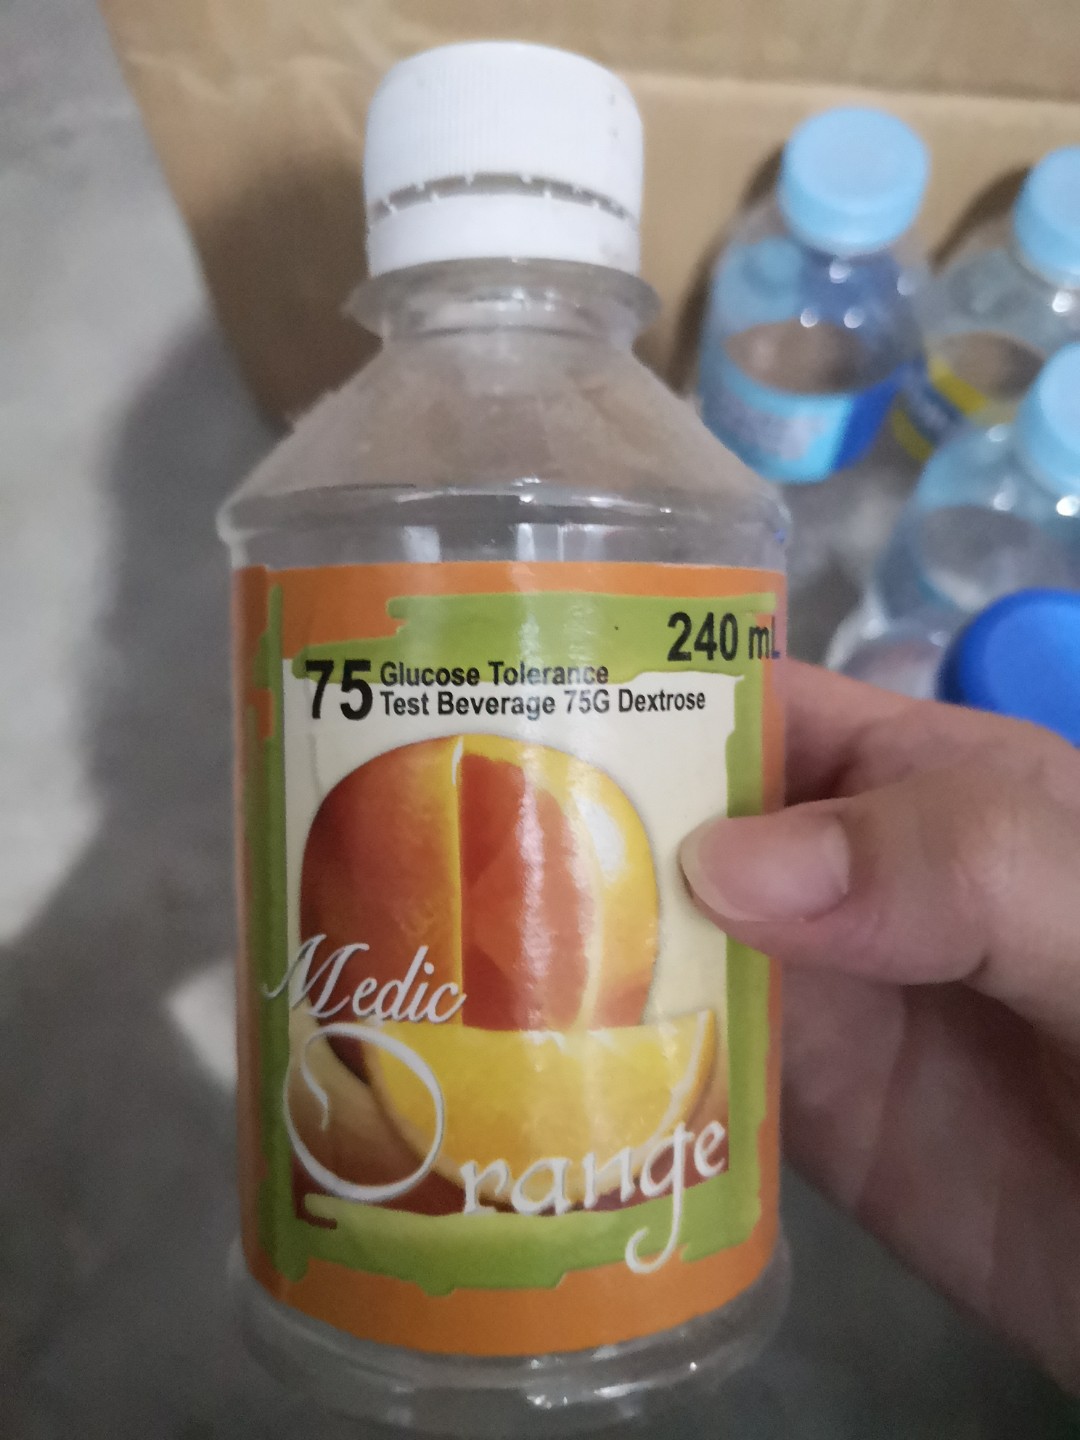 240 mL
75 Glucose Tolerance
Test Beverage 75G Dextrose
Medic
Orange